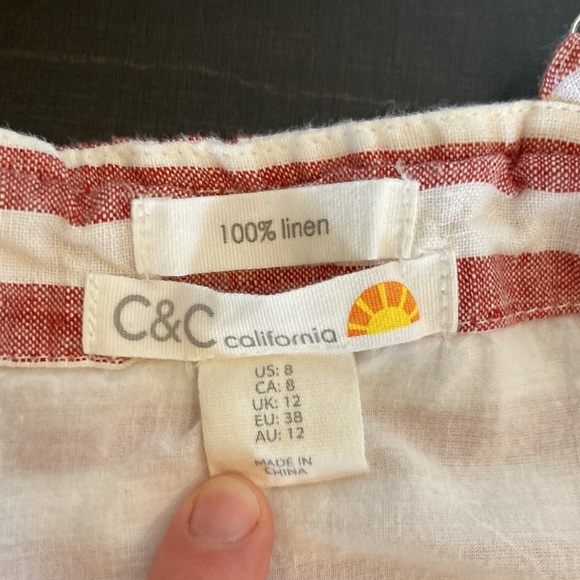 100% linen
C&C california
US: 8
CA: 8
UK: 12
EU: 38
AU: 12
MADE IN
CHINA